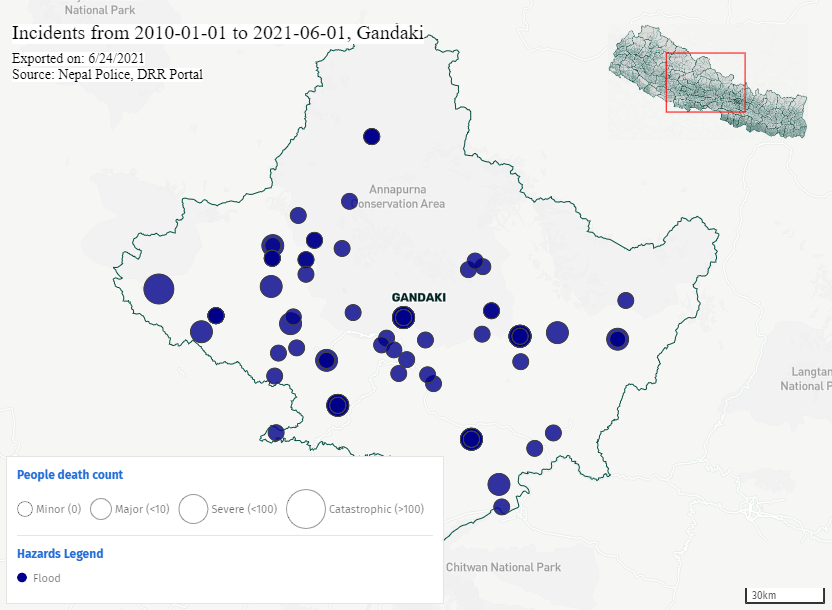 National Park
Incidents from 2010-01-01 to 2021-06-01, Gandaki
Exported on: 6/24/2021
Source: Nepal Police, DRR Portal
Annapurna
Conservation Area
GANDAKI
Langtan
National P
People death count
Minor (0) Major (<10) Severe (<100) Catastrophic (>100)
Hazards Legend
Flood
Chitwan National Park
30km